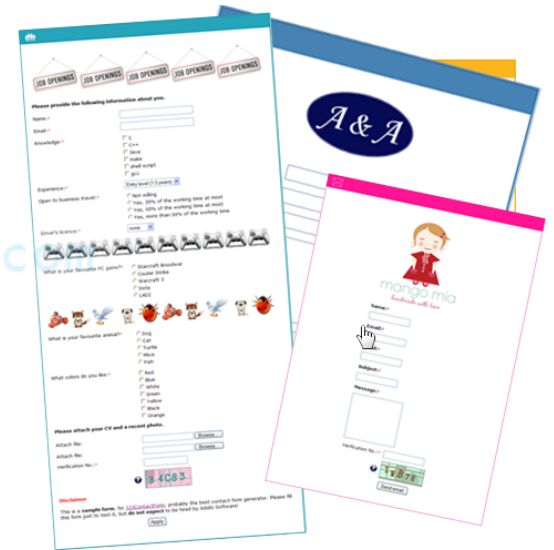 JOB OPENINGS JOB OPENINGS JOB OPENINGS JOB OPENINGS JOB OPENINGS
Please provide the following information about you.
Name:*
Email:*
Knowledge:*
C
C++
Java
make
shell script
gcc
Experience:*
Entry level (1-3 years)
Open to business travel:*
Not willing
Yes, 30% of the working time at most
Yes, 50% of the working time at most
Yes, more than 50% of the working time
Driver's licence:*
none
com
What is your favourite PC game?*
Starcraft Broodwar
Couter Strike
Warcraft 3
Dota
L4D2
What is your favourite animal?*
Dog
Cat
Turtle
Mice
Fish
What colors do you like:*
Red
Blue
White
Green
Yellow
Black
Orange
Please attach your CV and a recent photo.
Attach file:
Browse...
Attach file:
Browse...
Verification No.:*
Disclaimer
This is a sample form, for 123ContactForm, probably the best contact form generator. Please fill
this form just to test it, but do not expect to be hired by Adobe Software!
Apply
A & A
mango mia
handmade with love
Name:*
Email:*
Subject:*
Message:*
Verification No.:*
Send email